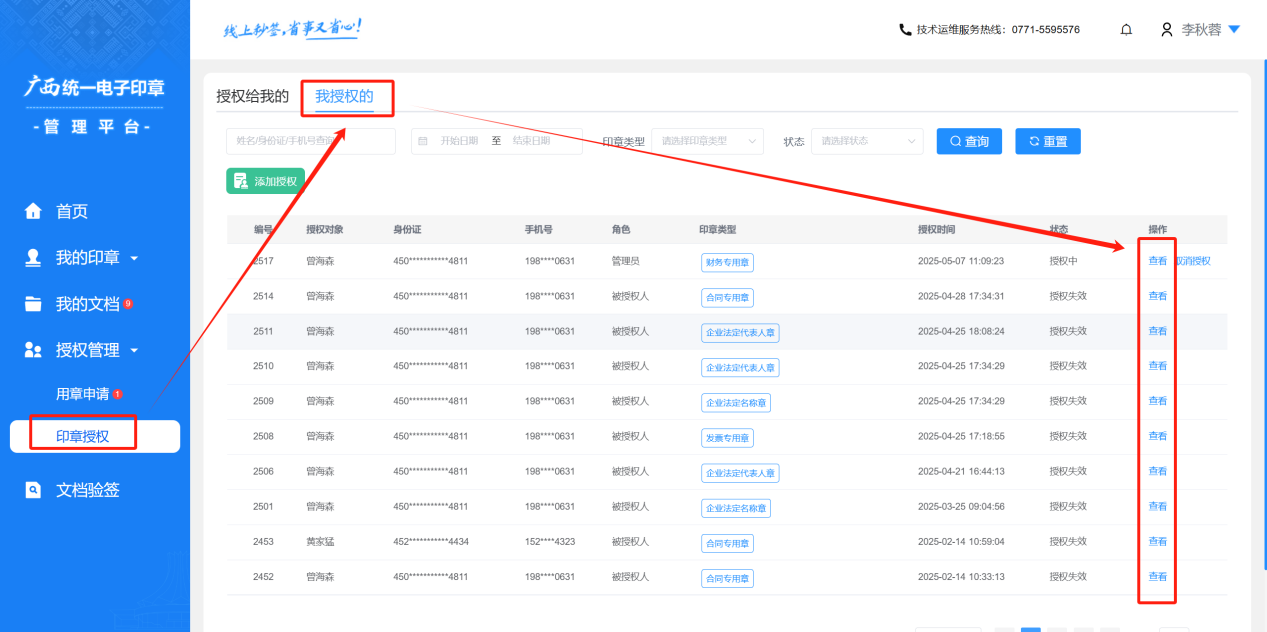 线上秒签,省事又省心!
技术运维服务热线: 0771-5595576
李秋蓉
广西统一电子印章
-管理平台-
首页
我的印章
我的文档 9
授权管理
用章申请 1
印章授权
文档验签
授权给我的 我授权的
姓名/身份证/手机号查询 开始日期 至 结束日期 印章类型 请选择印章类型 状态 请选择状态 查询 重置
添加授权
编号 授权对象 身份证 手机号 角色 印章类型 授权时间 状态 操作
2517 曾海森 450***********4811 198****0631 管理员 财务专用章 2025-05-07 11:09:23 授权中 查看 取消授权
2514 曾海森 450***********4811 198****0631 被授权人 合同专用章 2025-04-28 17:34:31 授权失效 查看
2511 曾海森 450***********4811 198****0631 被授权人 企业法定代表人章 2025-04-25 18:08:24 授权失效 查看
2510 曾海森 450***********4811 198****0631 被授权人 企业法定代表人章 2025-04-25 17:34:29 授权失效 查看
2509 曾海森 450***********4811 198****0631 被授权人 企业法定名称章 2025-04-25 17:34:29 授权失效 查看
2508 曾海森 450***********4811 198****0631 被授权人 发票专用章 2025-04-25 17:18:55 授权失效 查看
2506 曾海森 450***********4811 198****0631 被授权人 企业法定代表人章 2025-04-21 16:44:13 授权失效 查看
2501 曾海森 450***********4811 198****0631 被授权人 企业法定名称章 2025-03-25 09:04:56 授权失效 查看
2453 黄家猛 452***********4434 152****4323 被授权人 合同专用章 2025-02-14 10:59:04 授权失效 查看
2452 曾海森 450***********4811 198****0631 被授权人 合同专用章 2025-02-14 10:33:13 授权失效 查看